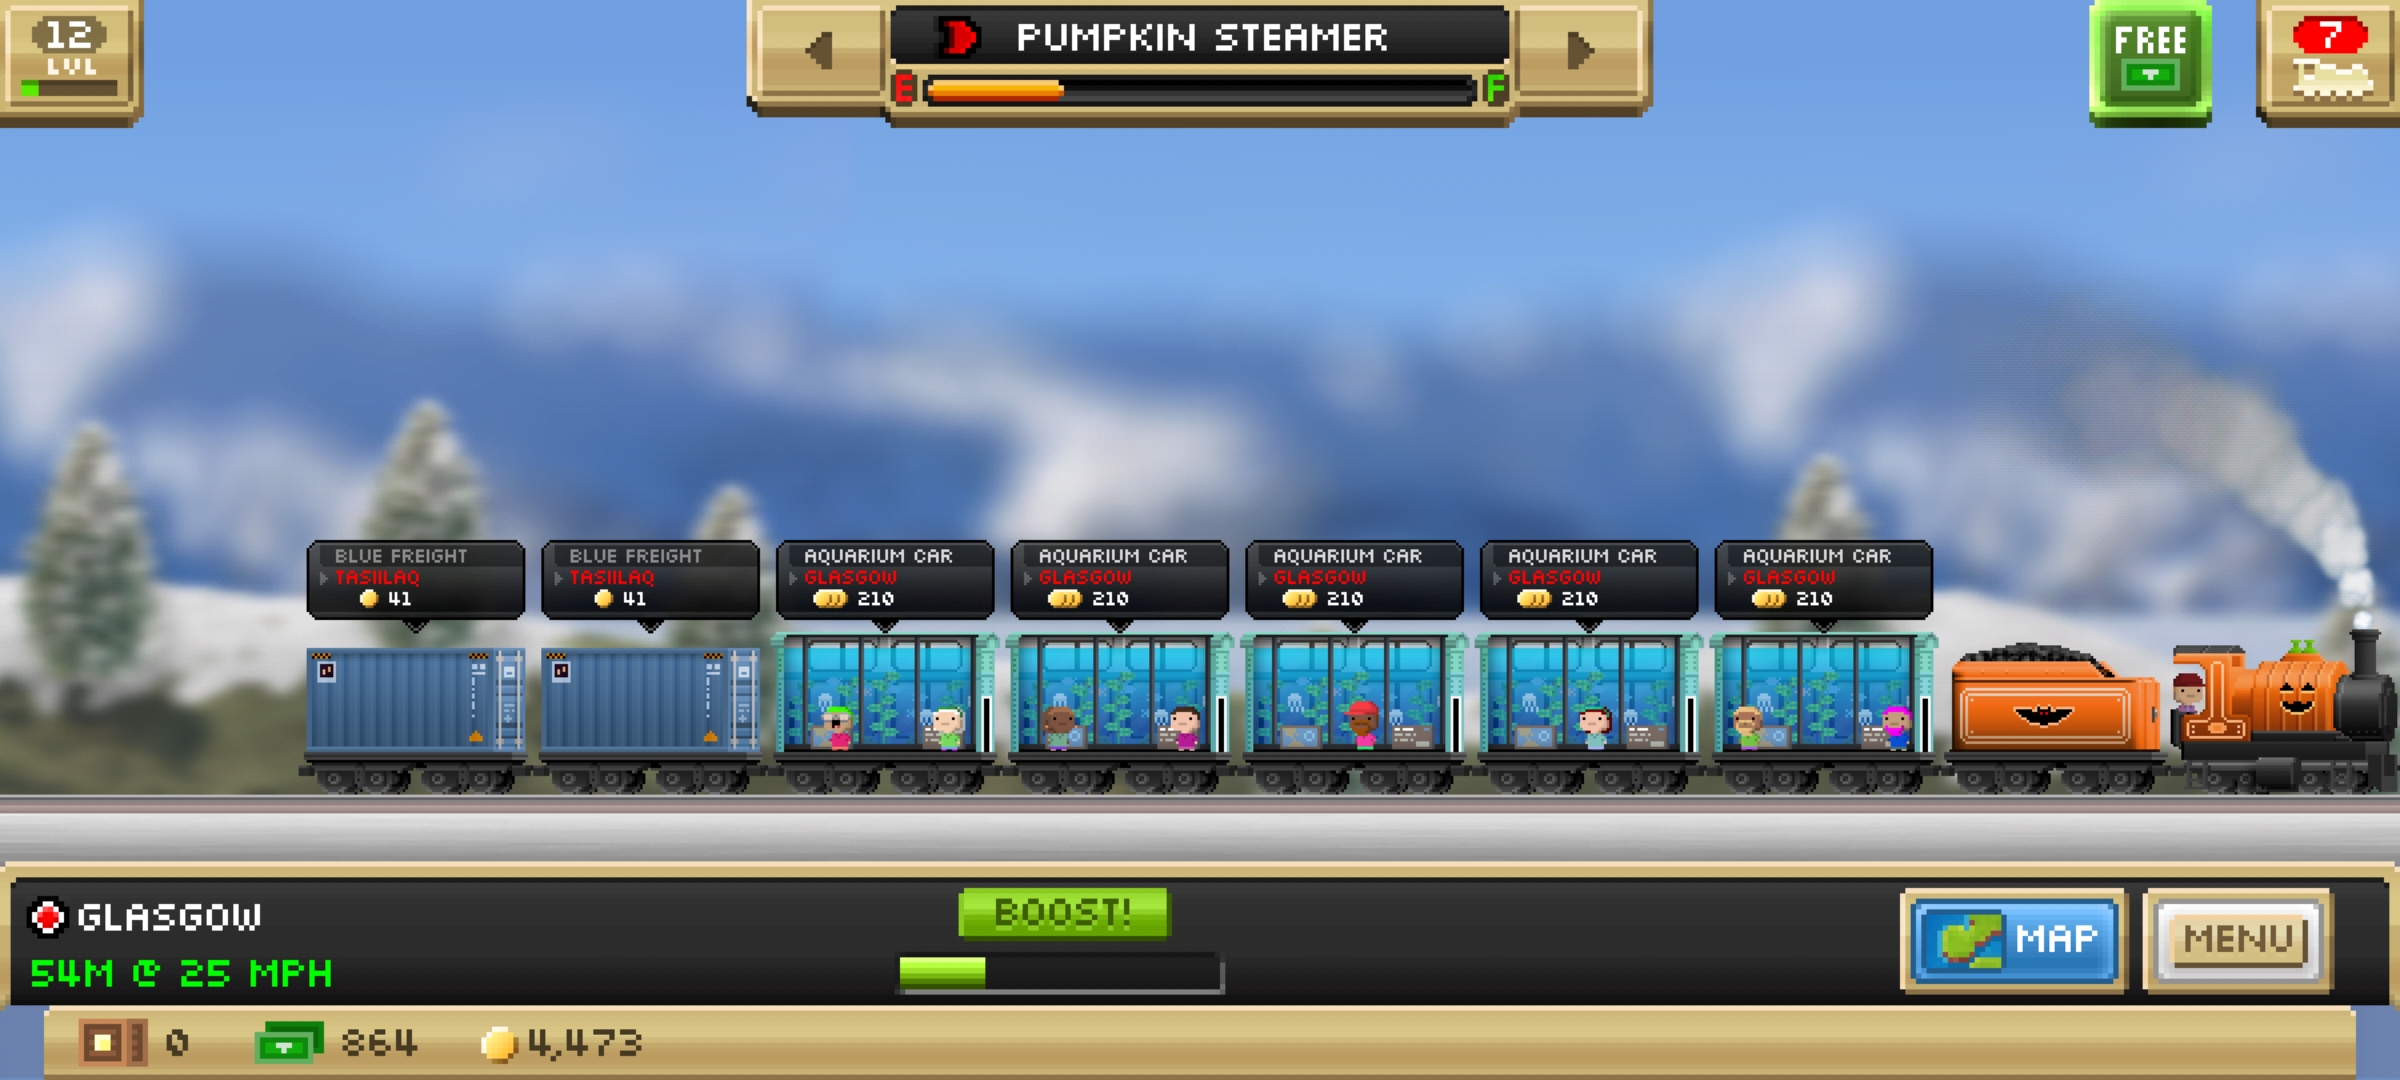 12
LVL
PUMPKIN STEAMER
E
F
FREE
7
BLUE FREIGHT
TASIILAQ
41
BLUE FREIGHT
TASIILAQ
41
AQUARIUM CAR
GLASGOW
210
AQUARIUM CAR
GLASGOW
210
AQUARIUM CAR
GLASGOW
210
AQUARIUM CAR
GLASGOW
210
AQUARIUM CAR
GLASGOW
210
GLASGOW
54M @ 25 MPH
BOOST!
MAP
MENU
0
864
4,473